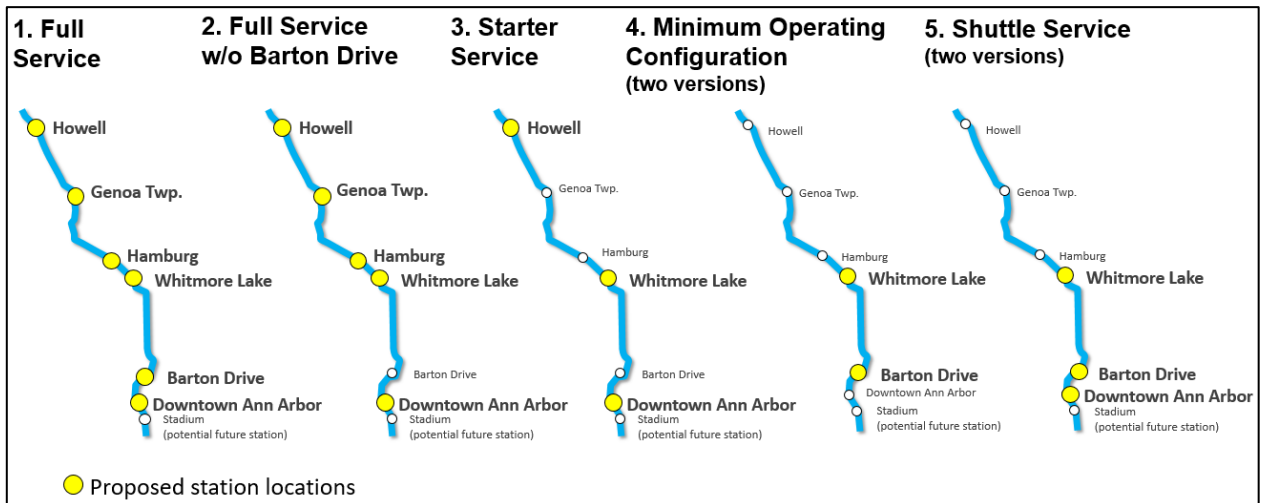 1. Full
Service
2. Full Service
w/o Barton Drive
3. Starter
Service
4. Minimum Operating
Configuration
(two versions)
5. Shuttle Service
(two versions)
Howell
Genoa Twp.
Hamburg
Whitmore Lake
Barton Drive
Downtown Ann Arbor
Stadium
(potential future station)
Howell
Genoa Twp.
Hamburg
Whitmore Lake
Barton Drive
Downtown Ann Arbor
Stadium
(potential future station)
Howell
Genoa Twp.
Hamburg
Whitmore Lake
Barton Drive
Downtown Ann Arbor
Stadium
(potential future station)
Howell
Genoa Twp.
Hamburg
Whitmore Lake
Barton Drive
Downtown Ann Arbor
Stadium
(potential future station)
Howell
Genoa Twp.
Hamburg
Whitmore Lake
Barton Drive
Downtown Ann Arbor
Stadium
(potential future station)
Proposed station locations